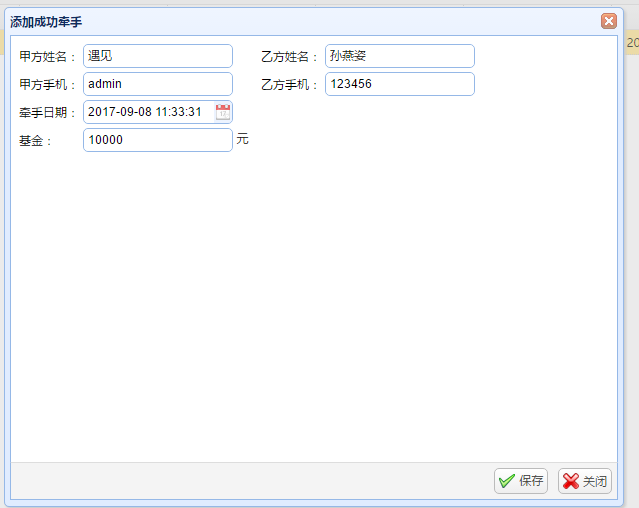 添加成功牵手
20
甲方姓名： 遇见 乙方姓名： 孙燕姿
甲方手机： admin 乙方手机： 123456
牵手日期： 2017-09-08 11:33:31
基金： 10000 元
保存 关闭